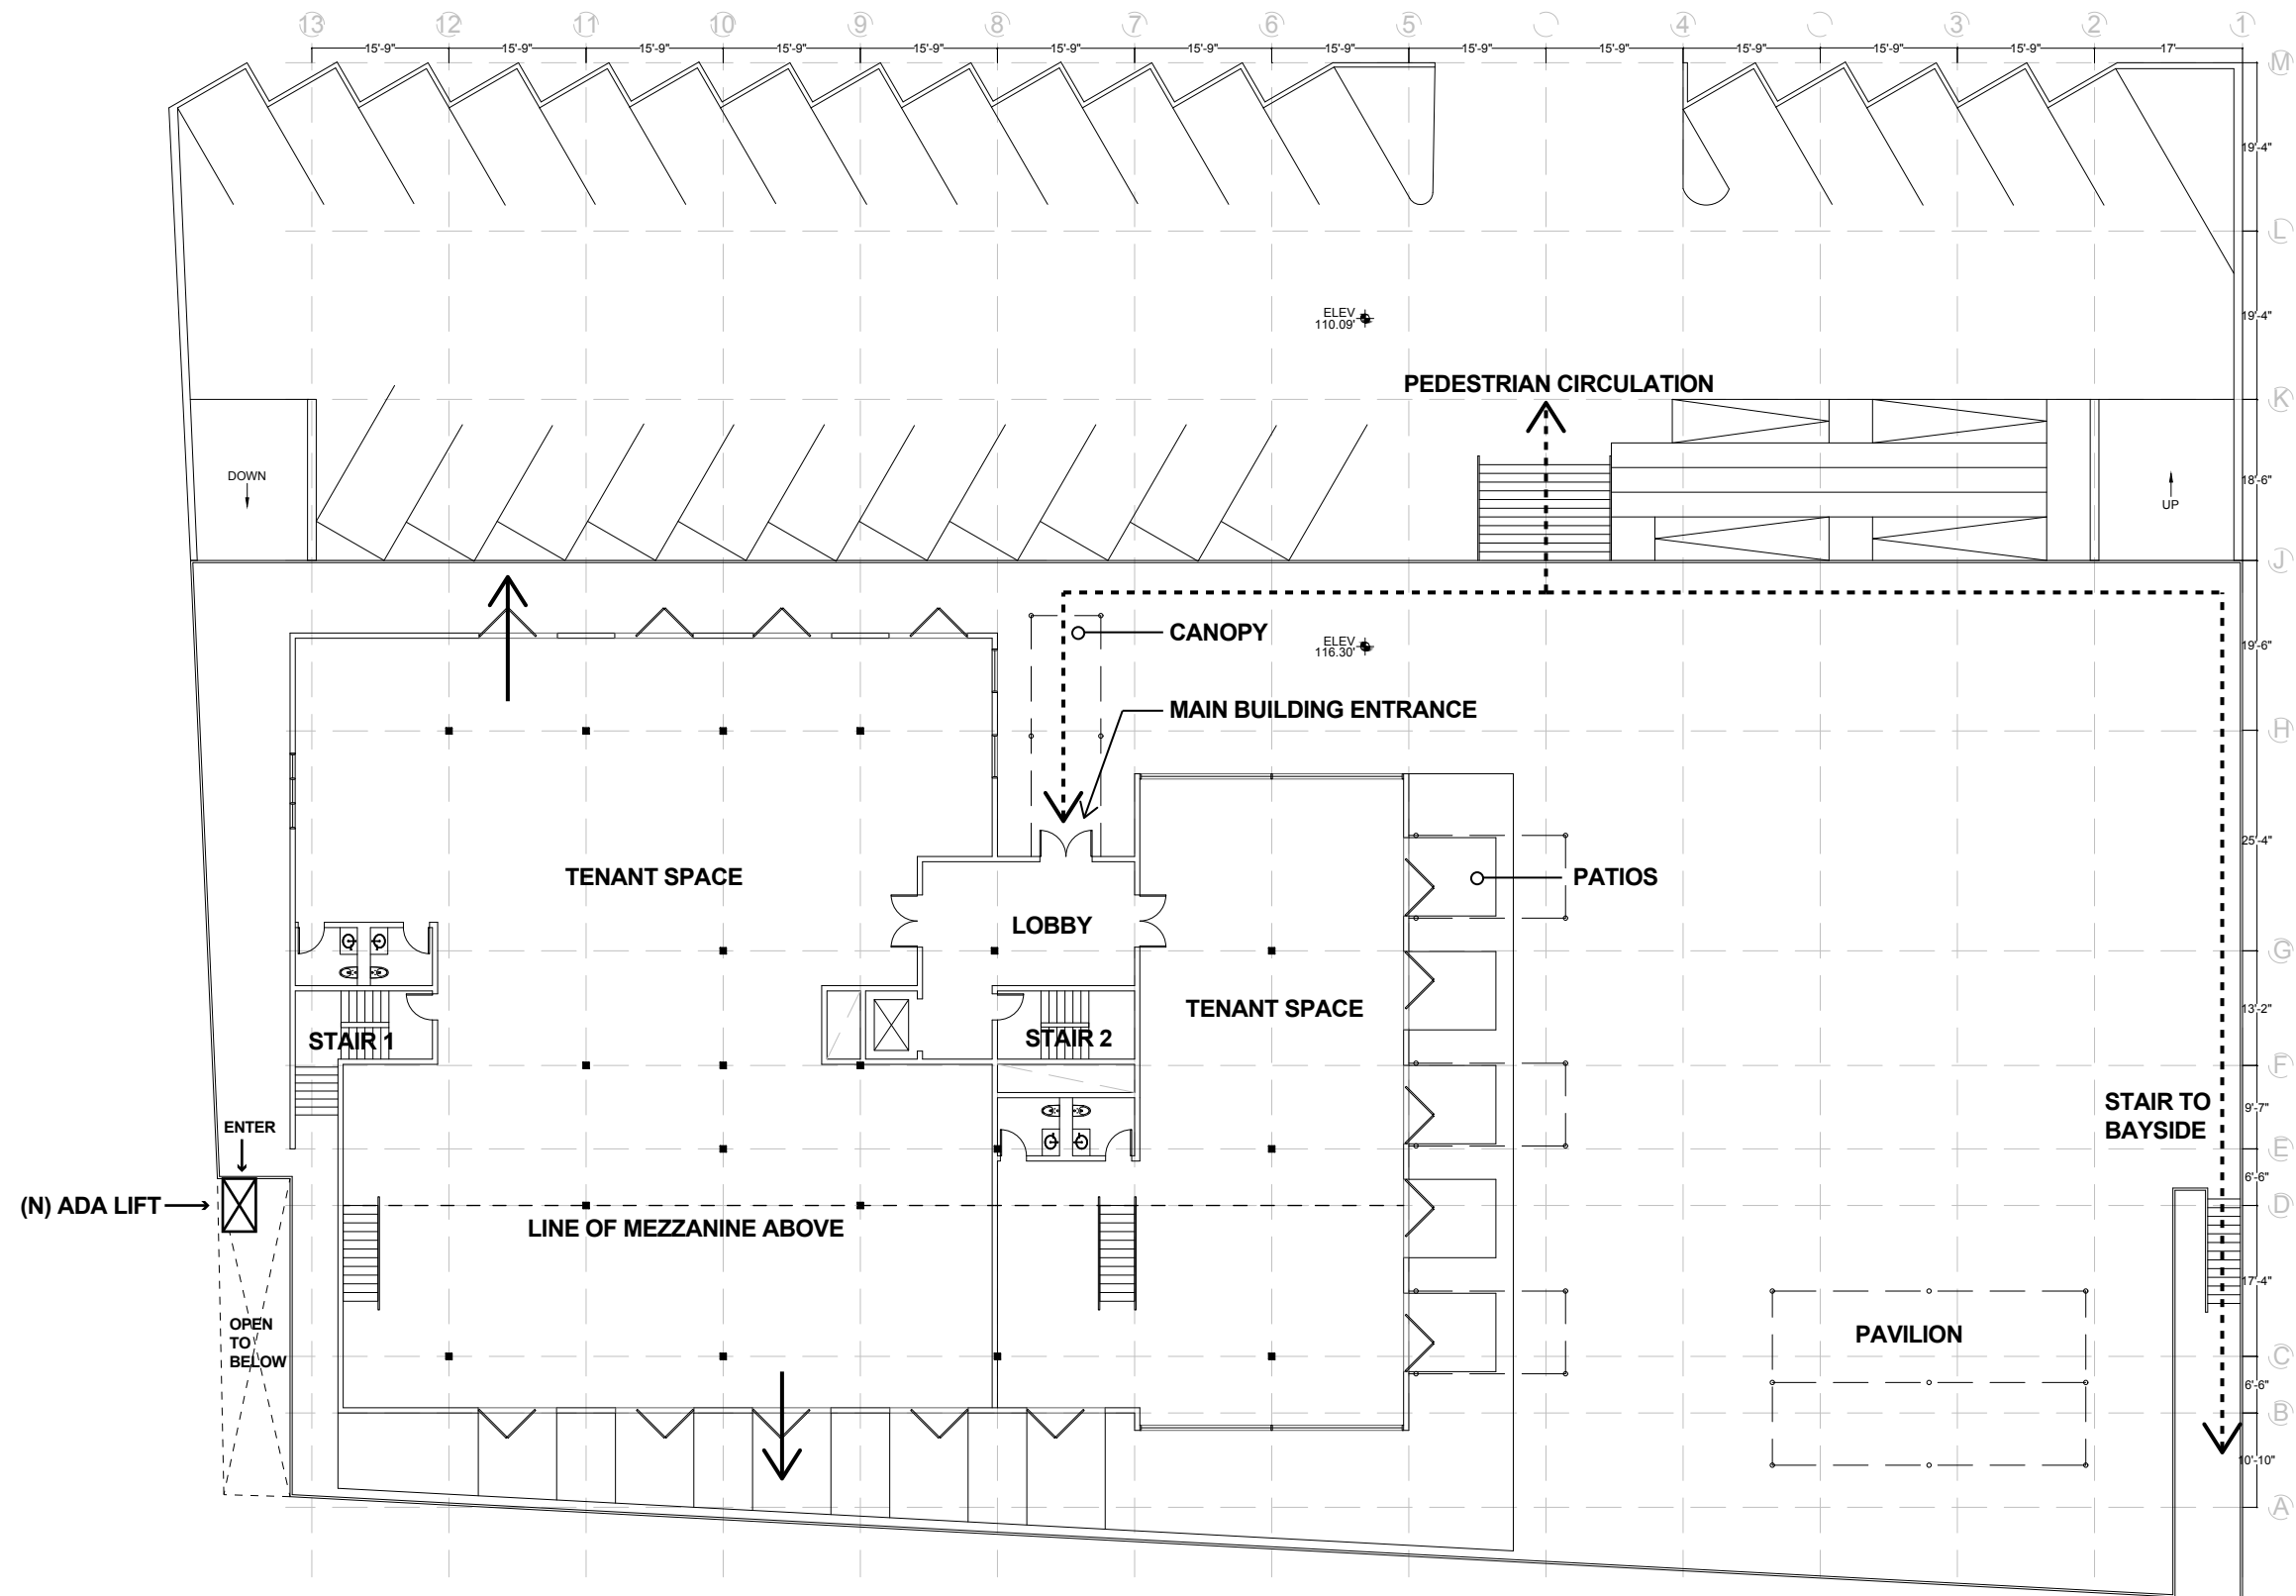 13 12 11 10 9 8 7 6 5 4 3 2 1
15'-9" 15'-9" 15'-9" 15'-9" 15'-9" 15'-9" 15'-9" 15'-9" 15'-9" 15'-9" 15'-9" 15'-9" 15'-9" 17'
M
19'-4"
L
ELEV
110.09'
19'-4"
PEDESTRIAN CIRCULATION
K
DOWN
18'-6"
UP
J
CANOPY
ELEV
116.30'
19'-6"
MAIN BUILDING ENTRANCE
H
25'-4"
TENANT SPACE
PATIOS
LOBBY
G
TENANT SPACE
13'-2"
STAIR 1
STAIR 2
F
STAIR TO
BAYSIDE
9'-7"
ENTER
E
6'-6"
(N) ADA LIFT
D
LINE OF MEZZANINE ABOVE
17'-4"
OPEN
TO
BELOW
PAVILION
C
6'-6"
B
10'-10"
A